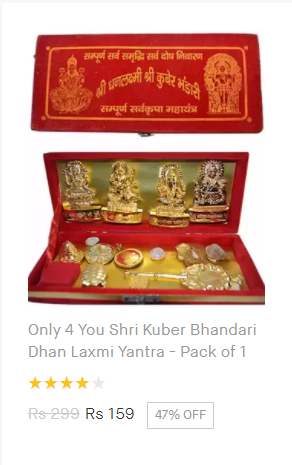 सम्पूर्ण सर्व समृद्धि सर्व दोष निवारण
श्री धनलक्ष्मी श्री कुबेर भंडारी
सम्पूर्ण सर्वकृपा महायंत्र
Only 4 You Shri Kuber Bhandari
Dhan Laxmi Yantra - Pack of 1
Rs 299 Rs 159 47% OFF